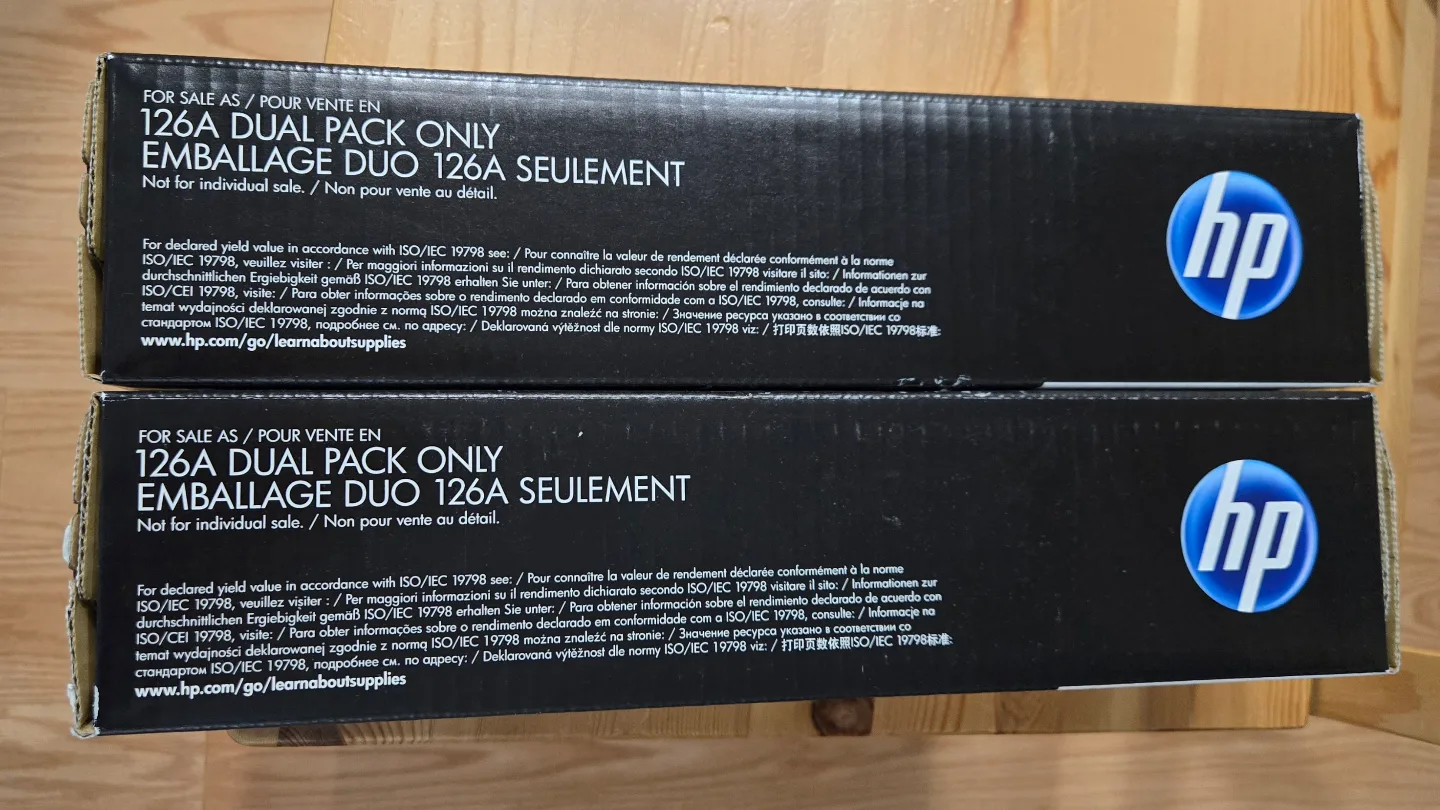 FOR SALE AS / POUR VENTE EN
126A DUAL PACK ONLY
EMBALLAGE DUO 126A SEULEMENT
Not for individual sale. / Non pour vente au détail.
For declared yield value in accordance with ISO/IEC 19798 see: / Pour connaître la valeur de rendement déclarée conformément à la norme
ISO/IEC 19798, veuillez visiter : / Per maggiori informazioni su il rendimento dichiarato secondo ISO/IEC 19798 visitare il sito: / Informationen zur
durchschnittlichen Ergiebigkeit gemäß ISO/IEC 19798 erhalten Sie unter: / Para obtener información sobre el rendimiento declarado de acuerdo con
ISO/CEI 19798, visite: / Para obter informações sobre o rendimento declarado em conformidade com a ISO/IEC 19798, consulte: / Informacje na
temat wydajności deklarowanej zgodnie z normą ISO/IEC 19798 można znaleźć na stronie: / Значение ресурса указано в соответствии со
стандартом ISO/IEC 19798, подробнее см. по адресу: / Deklarovaná výtěžnost dle normy ISO/IEC 19798 viz: / 打印页数依照ISO/IEC 19798标准:
www.hp.com/go/learnaboutsupplies
hp
FOR SALE AS / POUR VENTE EN
126A DUAL PACK ONLY
EMBALLAGE DUO 126A SEULEMENT
Not for individual sale. / Non pour vente au détail.
For declared yield value in accordance with ISO/IEC 19798 see: / Pour connaître la valeur de rendement déclarée conformément à la norme
ISO/IEC 19798, veuillez visiter : / Per maggiori informazioni su il rendimento dichiarato secondo ISO/IEC 19798 visitare il sito: / Informationen zur
durchschnittlichen Ergiebigkeit gemäß ISO/IEC 19798 erhalten Sie unter: / Para obtener información sobre el rendimiento declarado de acuerdo con
ISO/CEI 19798, visite: / Para obter informações sobre o rendimento declarado em conformidade com a ISO/IEC 19798, consulte: / Informacje na
temat wydajności deklarowanej zgodnie z normą ISO/IEC 19798 można znaleźć na stronie: / Значение ресурса указано в соответствии со
стандартом ISO/IEC 19798, подробнее см. по адресу: / Deklarovaná výtěžnost dle normy ISO/IEC 19798 viz: / 打印页数依照ISO/IEC 19798标准:
www.hp.com/go/learnaboutsupplies
hp